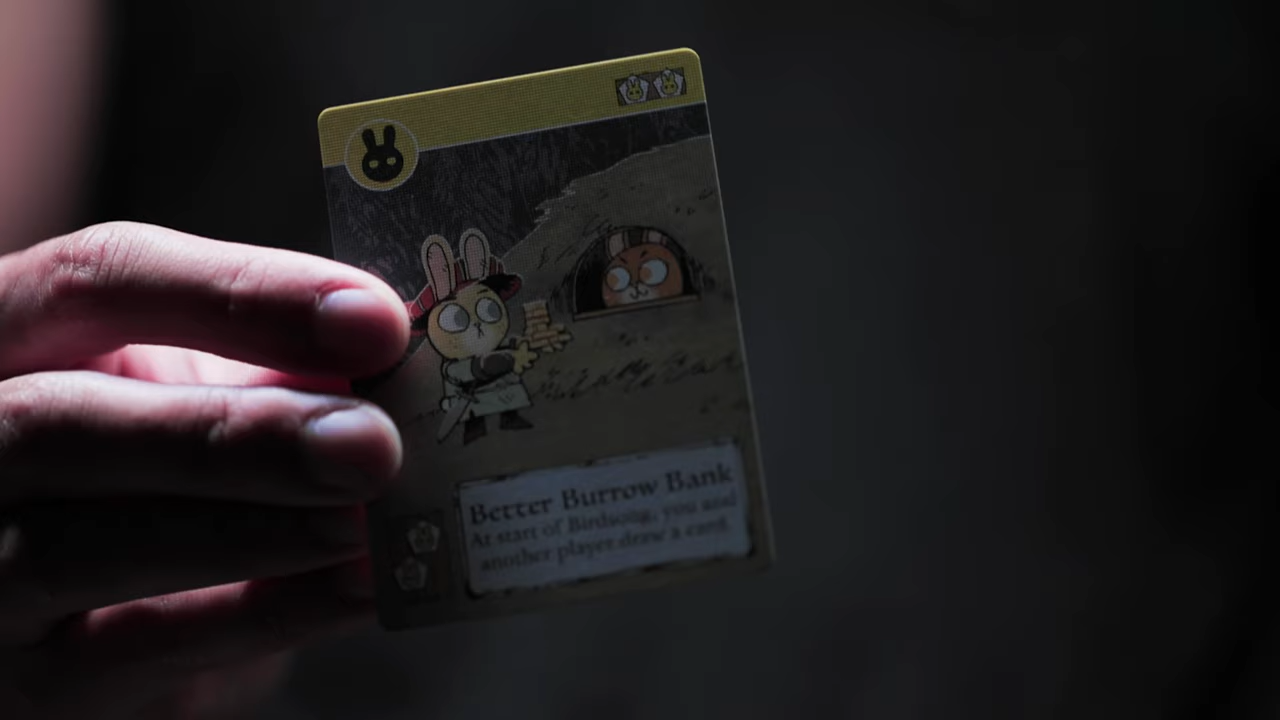 Better Burrow Bank
At start of Birdsong, you and
another player draw a card.